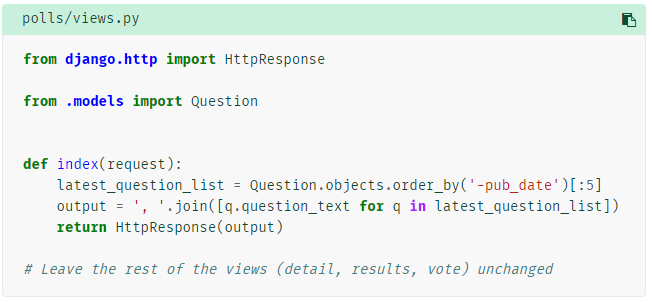 polls/views.py
from django.http import HttpResponse
from .models import Question
def index(request):
    latest_question_list = Question.objects.order_by('-pub_date')[:5]
    output = ', '.join([q.question_text for q in latest_question_list])
    return HttpResponse(output)
# Leave the rest of the views (detail, results, vote) unchanged